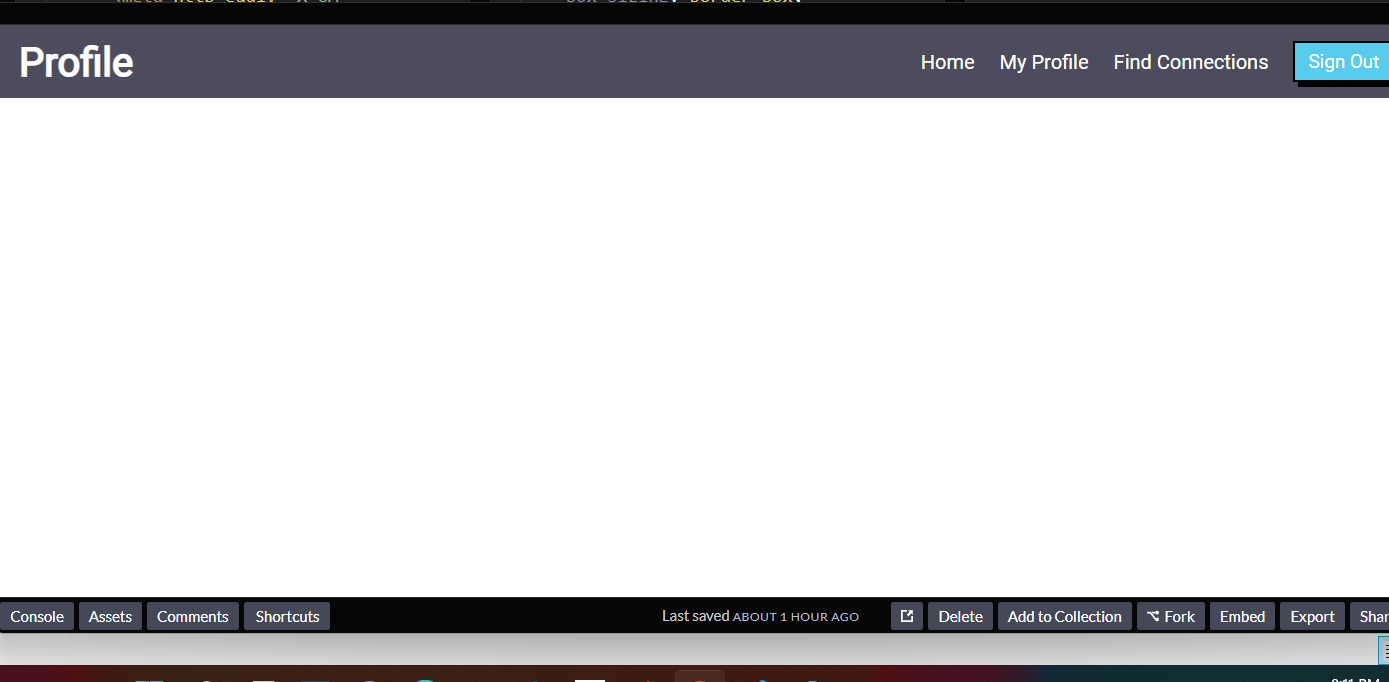 Profile
Home My Profile Find Connections Sign Out
Console Assets Comments Shortcuts Last saved ABOUT 1 HOUR AGO Delete Add to Collection Fork Embed Export Shar